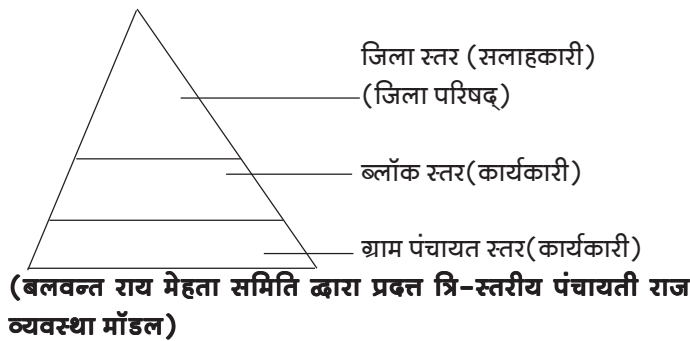 जिला स्तर (सलाहकारी)
(जिला परिषद्)
ब्लॉक स्तर(कार्यकारी)
ग्राम पंचायत स्तर(कार्यकारी)
(बलवन्त राय मेहता समिति द्वारा प्रदत्त त्रि-स्तरीय पंचायती राज
व्यवस्था मॉडल)